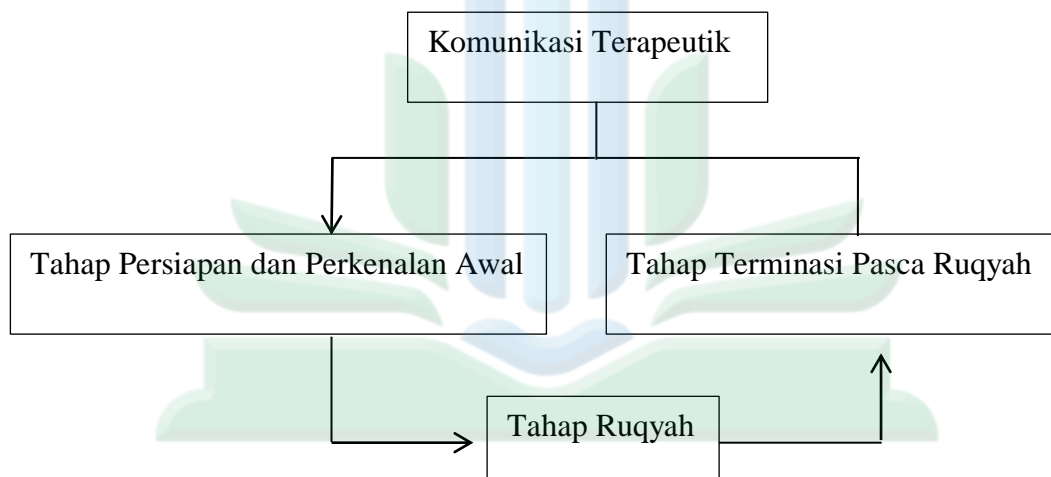 Komunikasi Terapeutik
Tahap Persiapan dan Perkenalan Awal
Tahap Terminasi Pasca Ruqyah
Tahap Ruqyah